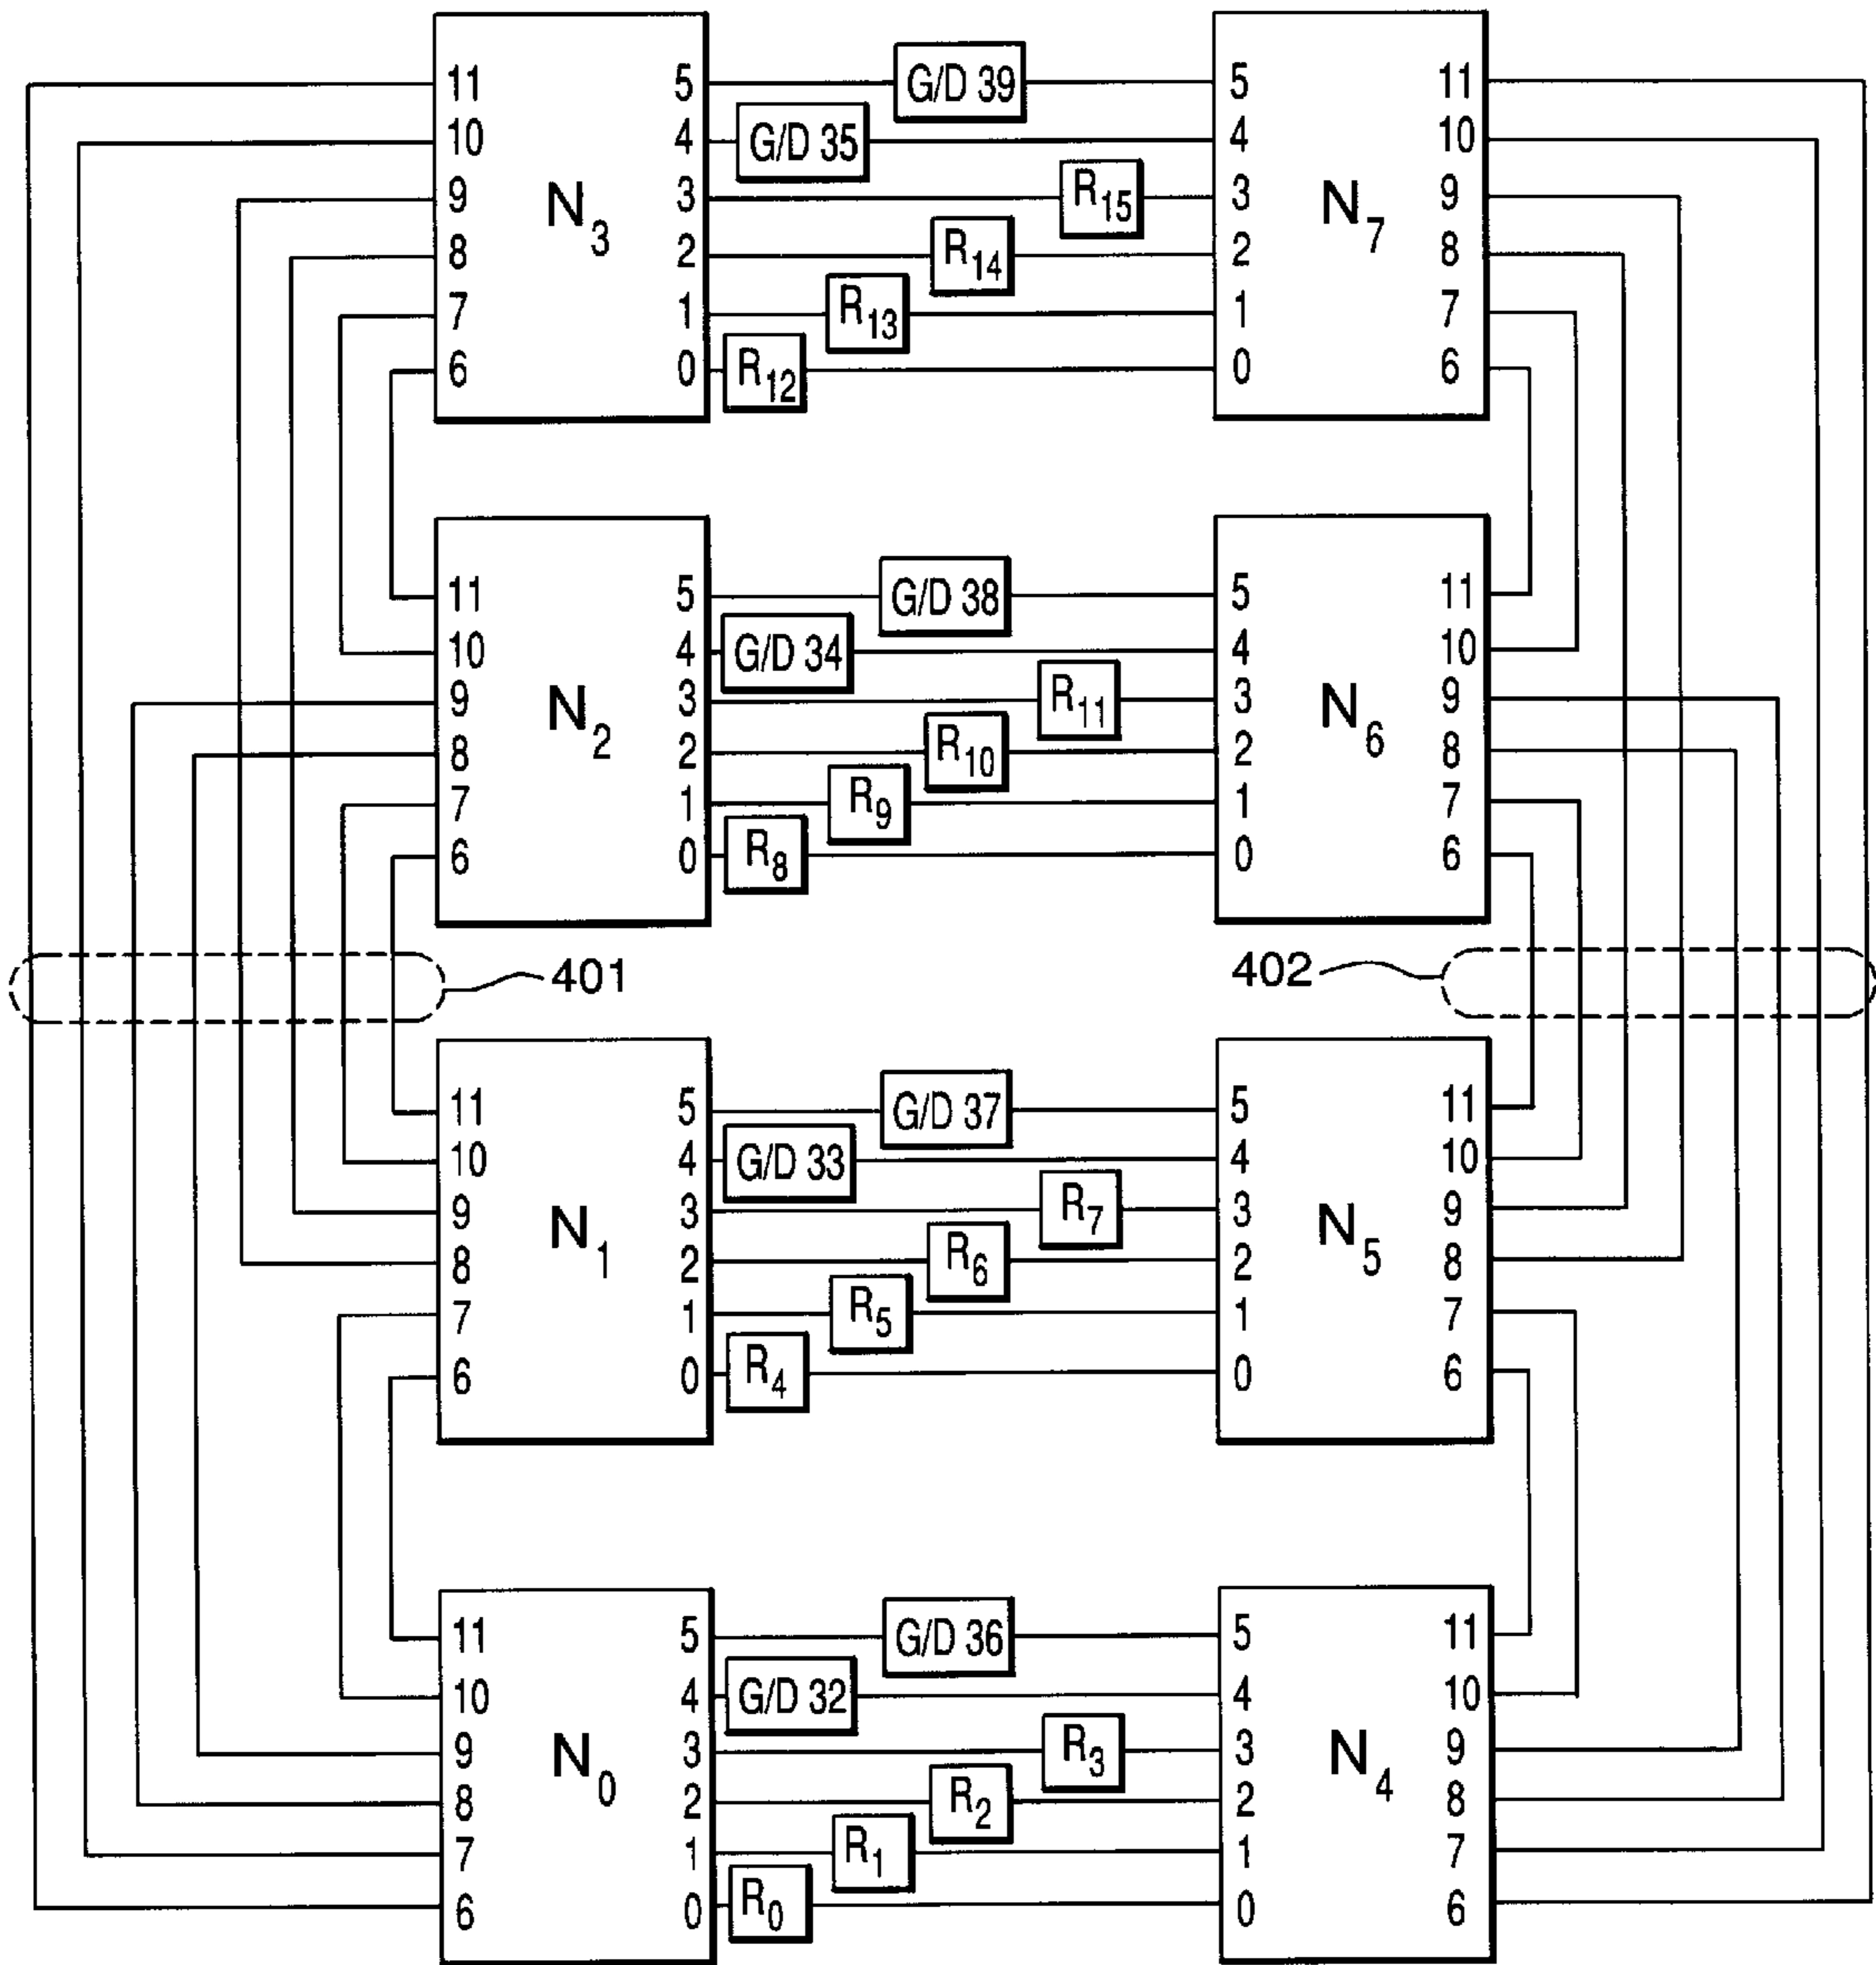 11 5 G/D 39 5 11
10 4 G/D 35 4 10
9 N3 3 R15 3 N7 9
8 2 R14 2 8
7 1 R13 1 7
6 0 R12 0 6
11 5 G/D 38 5 11
10 4 G/D 34 4 10
9 N2 3 R11 3 N6 9
8 2 R10 2 8
7 1 R9 1 7
6 0 R8 0 6
401 402
11 5 G/D 37 5 11
10 4 G/D 33 4 10
9 N1 3 R7 3 N5 9
8 2 R6 2 8
7 1 R5 1 7
6 0 R4 0 6
11 5 G/D 36 5 11
10 4 G/D 32 4 10
9 N0 3 R3 3 N4 9
8 2 R2 2 8
7 1 R1 1 7
6 0 R0 0 6